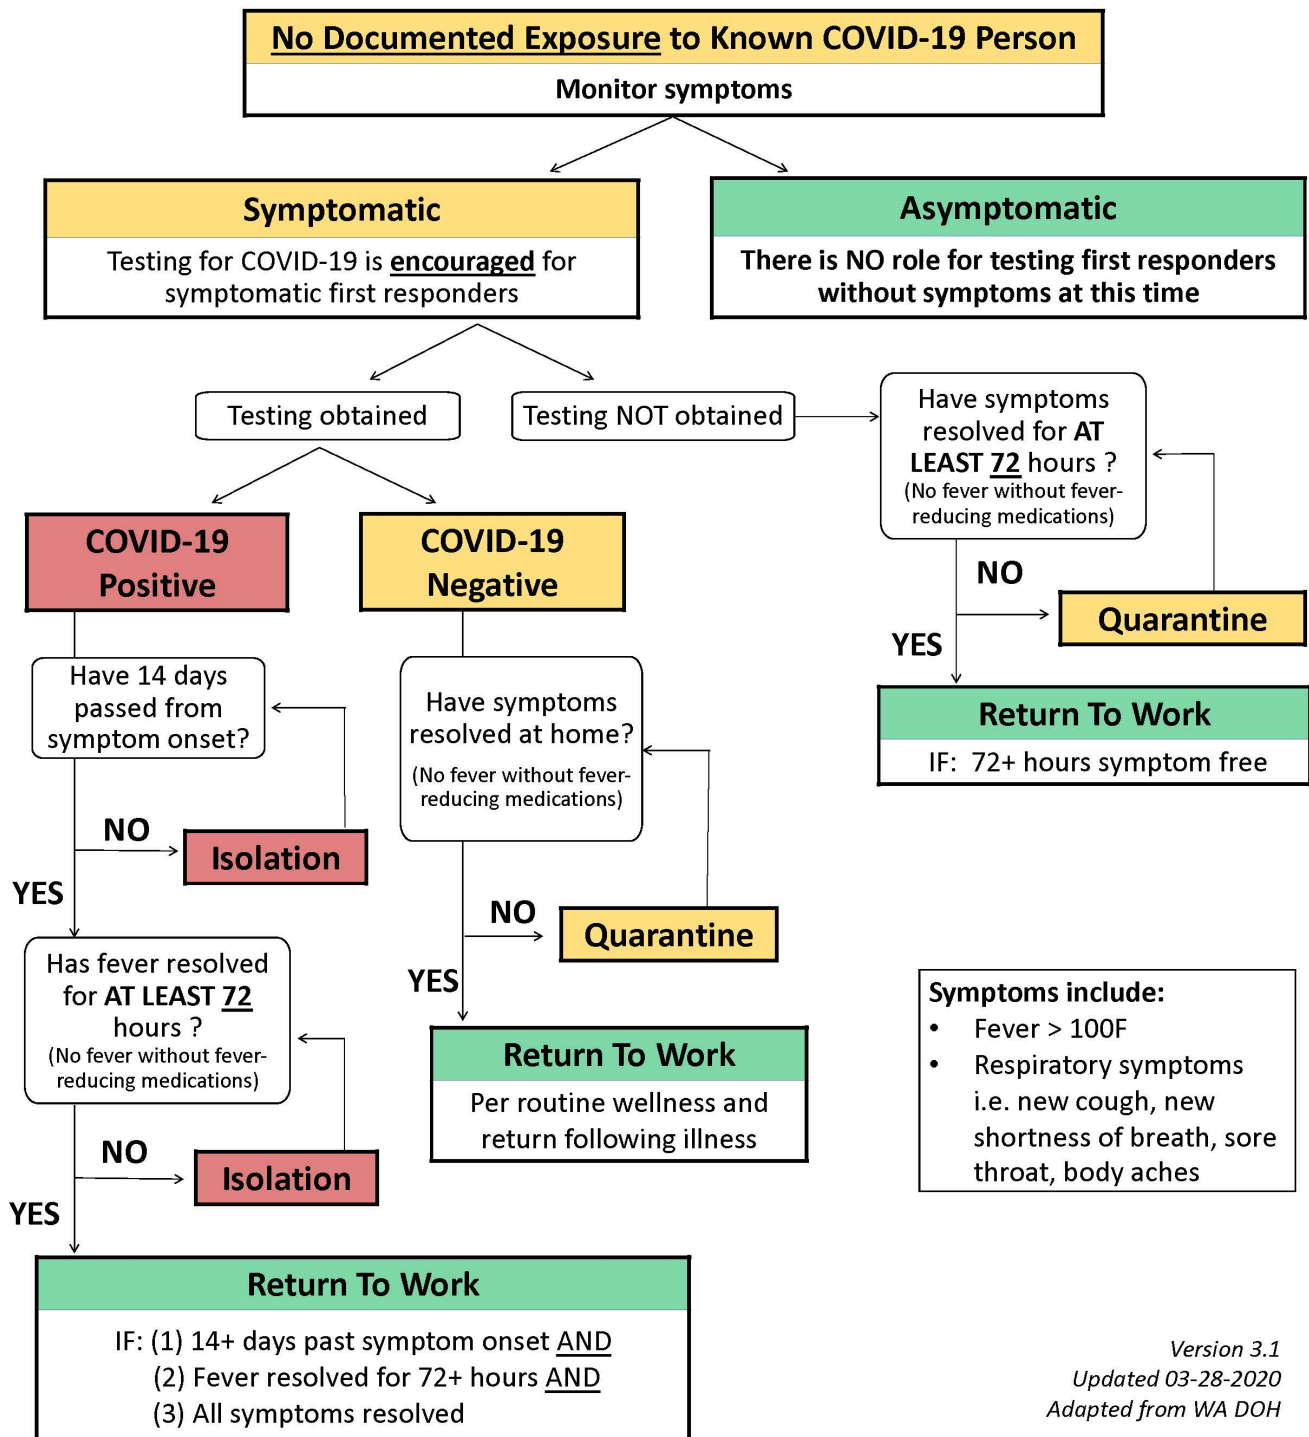 No Documented Exposure to Known COVID-19 Person
Monitor symptoms
Symptomatic
Testing for COVID-19 is encouraged for
symptomatic first responders
Asymptomatic
There is NO role for testing first responders
without symptoms at this time
Testing obtained
Testing NOT obtained
Have symptoms
resolved for AT
LEAST 72 hours ?
(No fever without fever-
reducing medications)
NO
Quarantine
YES
Return To Work
IF: 72+ hours symptom free
COVID-19
Positive
COVID-19
Negative
Have 14 days
passed from
symptom onset?
NO
Isolation
YES
Has fever resolved
for AT LEAST 72
hours ?
(No fever without fever-
reducing medications)
NO
Isolation
YES
Return To Work
IF: (1) 14+ days past symptom onset AND
(2) Fever resolved for 72+ hours AND
(3) All symptoms resolved
Have symptoms
resolved at home?
(No fever without fever-
reducing medications)
NO
Quarantine
YES
Return To Work
Per routine wellness and
return following illness
Symptoms include:
• Fever > 100F
• Respiratory symptoms
i.e. new cough, new
shortness of breath, sore
throat, body aches
Version 3.1
Updated 03-28-2020
Adapted from WA DOH